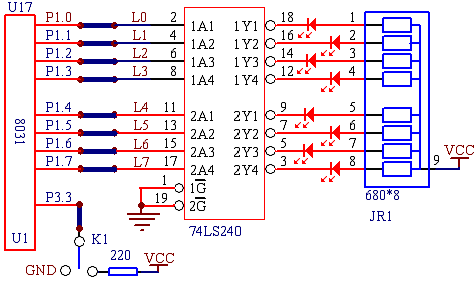 U17
P1.0 L0 2 1A1 1Y1 18 1
P1.1 L1 4 1A2 1Y2 16 2
P1.2 L2 6 1A3 1Y3 14 3
P1.3 L3 8 1A4 1Y4 12 4
P1.4 L4 11 2A1 2Y1 9 5
P1.5 L5 13 2A2 2Y2 7 6
P1.6 L6 15 2A3 2Y3 5 7
P1.7 L7 17 2A4 2Y4 3 8
9 VCC
8031
1 1G̅
19 2G̅
P3.3
680*8
JR1
74LS240
U1
K1
GND
220
VCC